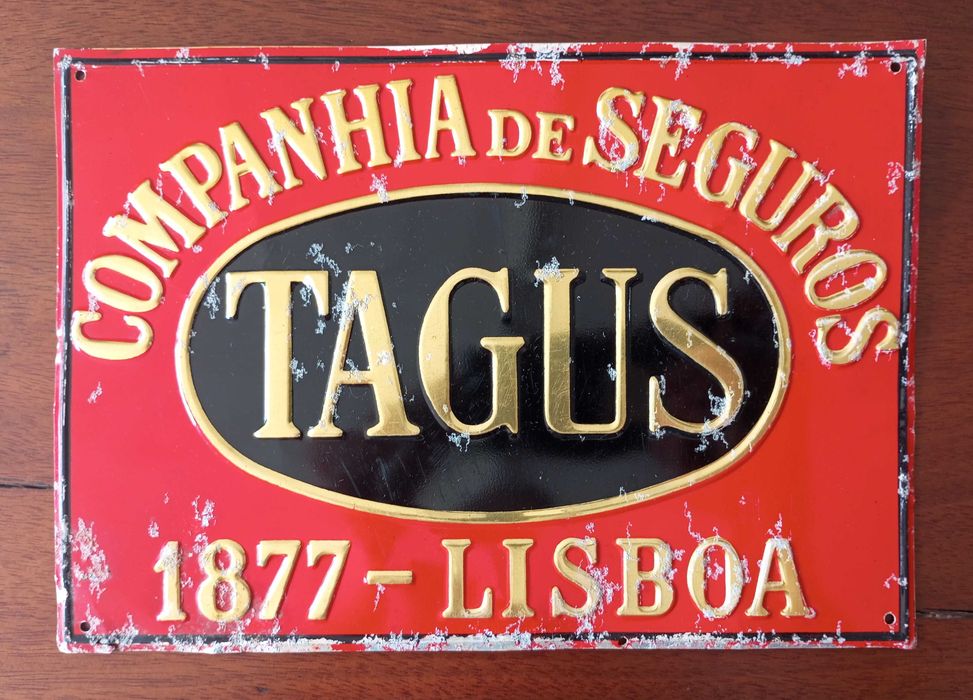 COMPANHIA DE SEGUROS
TAGUS
1877 - LISBOA